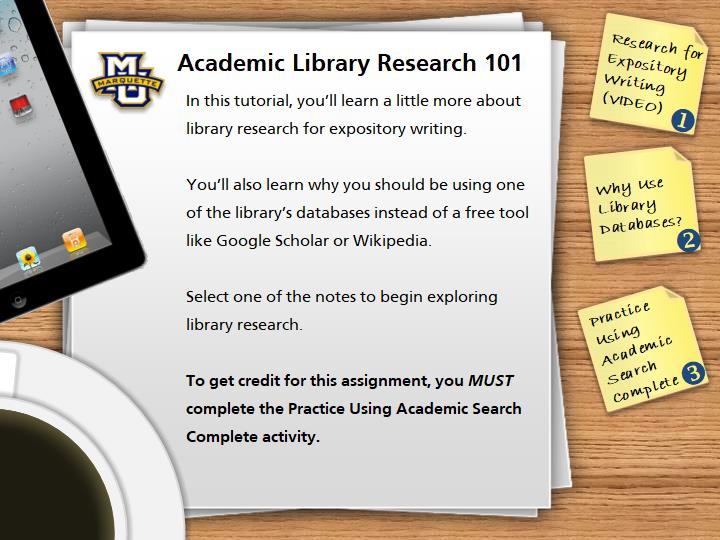 MU
MARQUETTE
Academic Library Research 101
In this tutorial, you'll learn a little more about
library research for expository writing.
You'll also learn why you should be using one
of the library's databases instead of a free tool
like Google Scholar or Wikipedia.
Select one of the notes to begin exploring
library research.
To get credit for this assignment, you MUST
complete the Practice Using Academic Search
Complete activity.
Research for
Expository
Writing
(VIDEO)
1
Why Use
Library
Databases?
2
Practice
Using
Academic
Search
Complete
3